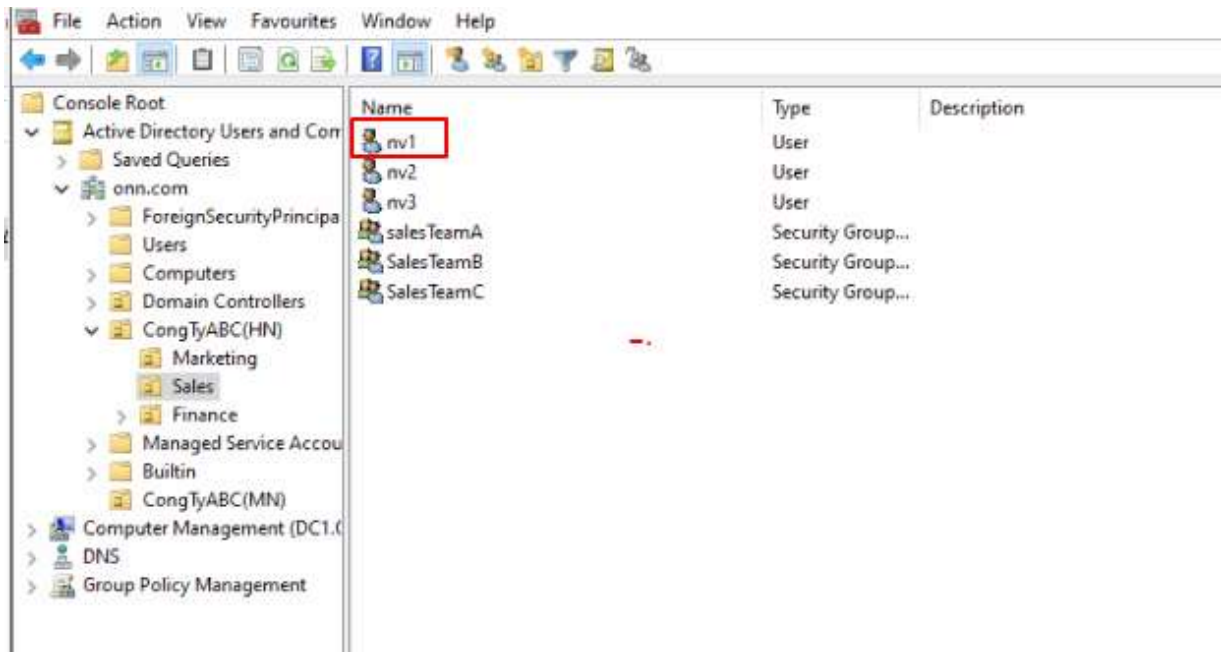 File Action View Favourites Window Help
Console Root
Active Directory Users and Com
Saved Queries
onn.com
ForeignSecurityPrincipa
Users
Computers
Domain Controllers
CongTyABC(HN)
Marketing
Sales
Finance
Managed Service Accou
Builtin
CongTyABC(MN)
Computer Management (DC1.
DNS
Group Policy Management
Name Type Description
nv1 User
nv2 User
nv3 User
salesTeamA Security Group...
SalesTeamB Security Group...
SalesTeamC Security Group...